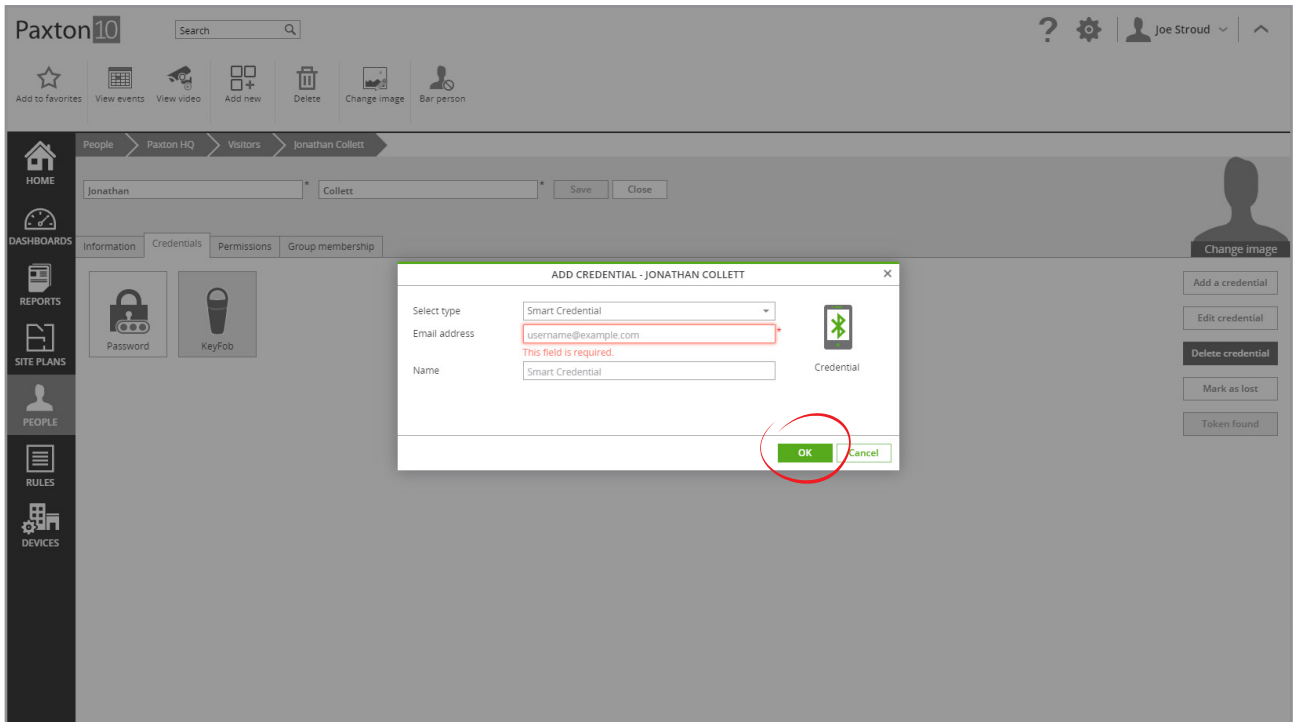 Paxton10
Search
Joe Stroud
Add to favorites
View events
View video
Add new
Delete
Change image
Bar person
People
Paxton HQ
Visitors
Jonathan Collett
HOME
Jonathan
*
Collett
*
Save
Close
DASHBOARDS
Information
Credentials
Permissions
Group membership
Change image
REPORTS
Password
KeyFob
ADD CREDENTIAL - JONATHAN COLLETT
Select type
Smart Credential
Email address
username@example.com
*
This field is required.
Name
Smart Credential
Credential
OK
Cancel
Add a credential
Edit credential
Delete credential
Mark as lost
Token found
SITE PLANS
PEOPLE
RULES
DEVICES